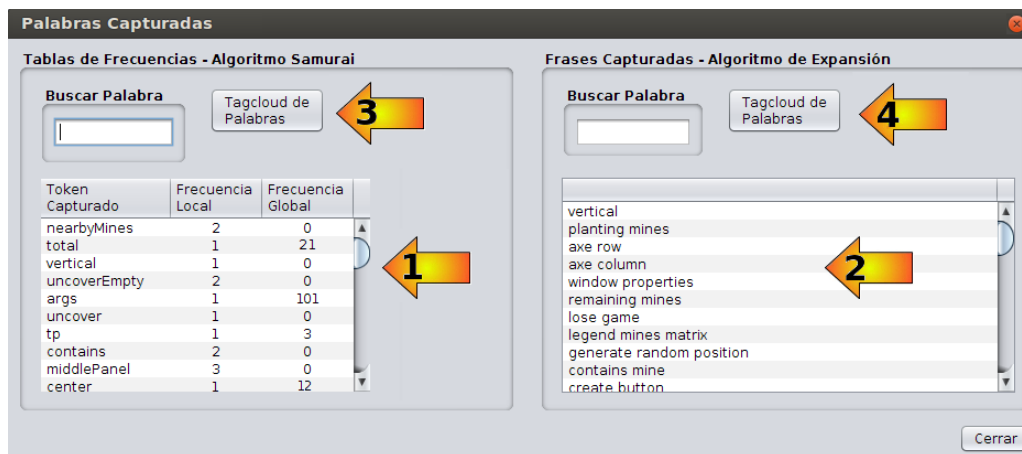 Palabras Capturadas
Tablas de Frecuencias - Algoritmo Samurai
Buscar Palabra
Tagcloud de
Palabras
3
Token
Capturado
Frecuencia
Local
Frecuencia
Global
nearbyMines 2 0
total 1 21
vertical 1 0
uncoverEmpty 2 0
args 1 101
uncover 1 0
tp 1 3
contains 2 0
middlePanel 3 0
center 1 12
1
Frases Capturadas - Algoritmo de Expansión
Buscar Palabra
Tagcloud de
Palabras
4
vertical
planting mines
axe row
axe column
window properties
remaining mines
lose game
legend mines matrix
generate random position
contains mine
create button
2
Cerrar